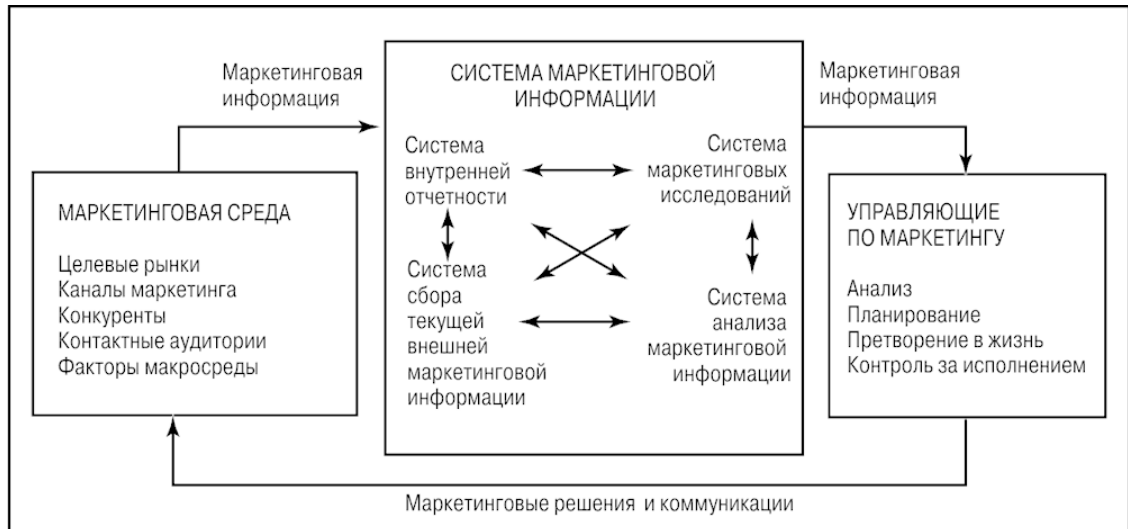 Маркетинговая
информация
МАРКЕТИНГОВАЯ СРЕДА
Целевые рынки
Каналы маркетинга
Конкуренты
Контактные аудитории
Факторы макросреды
СИСТЕМА МАРКЕТИНГОВОЙ
ИНФОРМАЦИИ
Система
внутренней
отчетности
Система
маркетинговых
исследований
Система
сбора
текущей
внешней
маркетинговой
информации
Система
анализа
маркетинговой
информации
Маркетинговая
информация
УПРАВЛЯЮЩИЕ
ПО МАРКЕТИНГУ
Анализ
Планирование
Претворение в жизнь
Контроль за исполнением
Маркетинговые решения и коммуникации